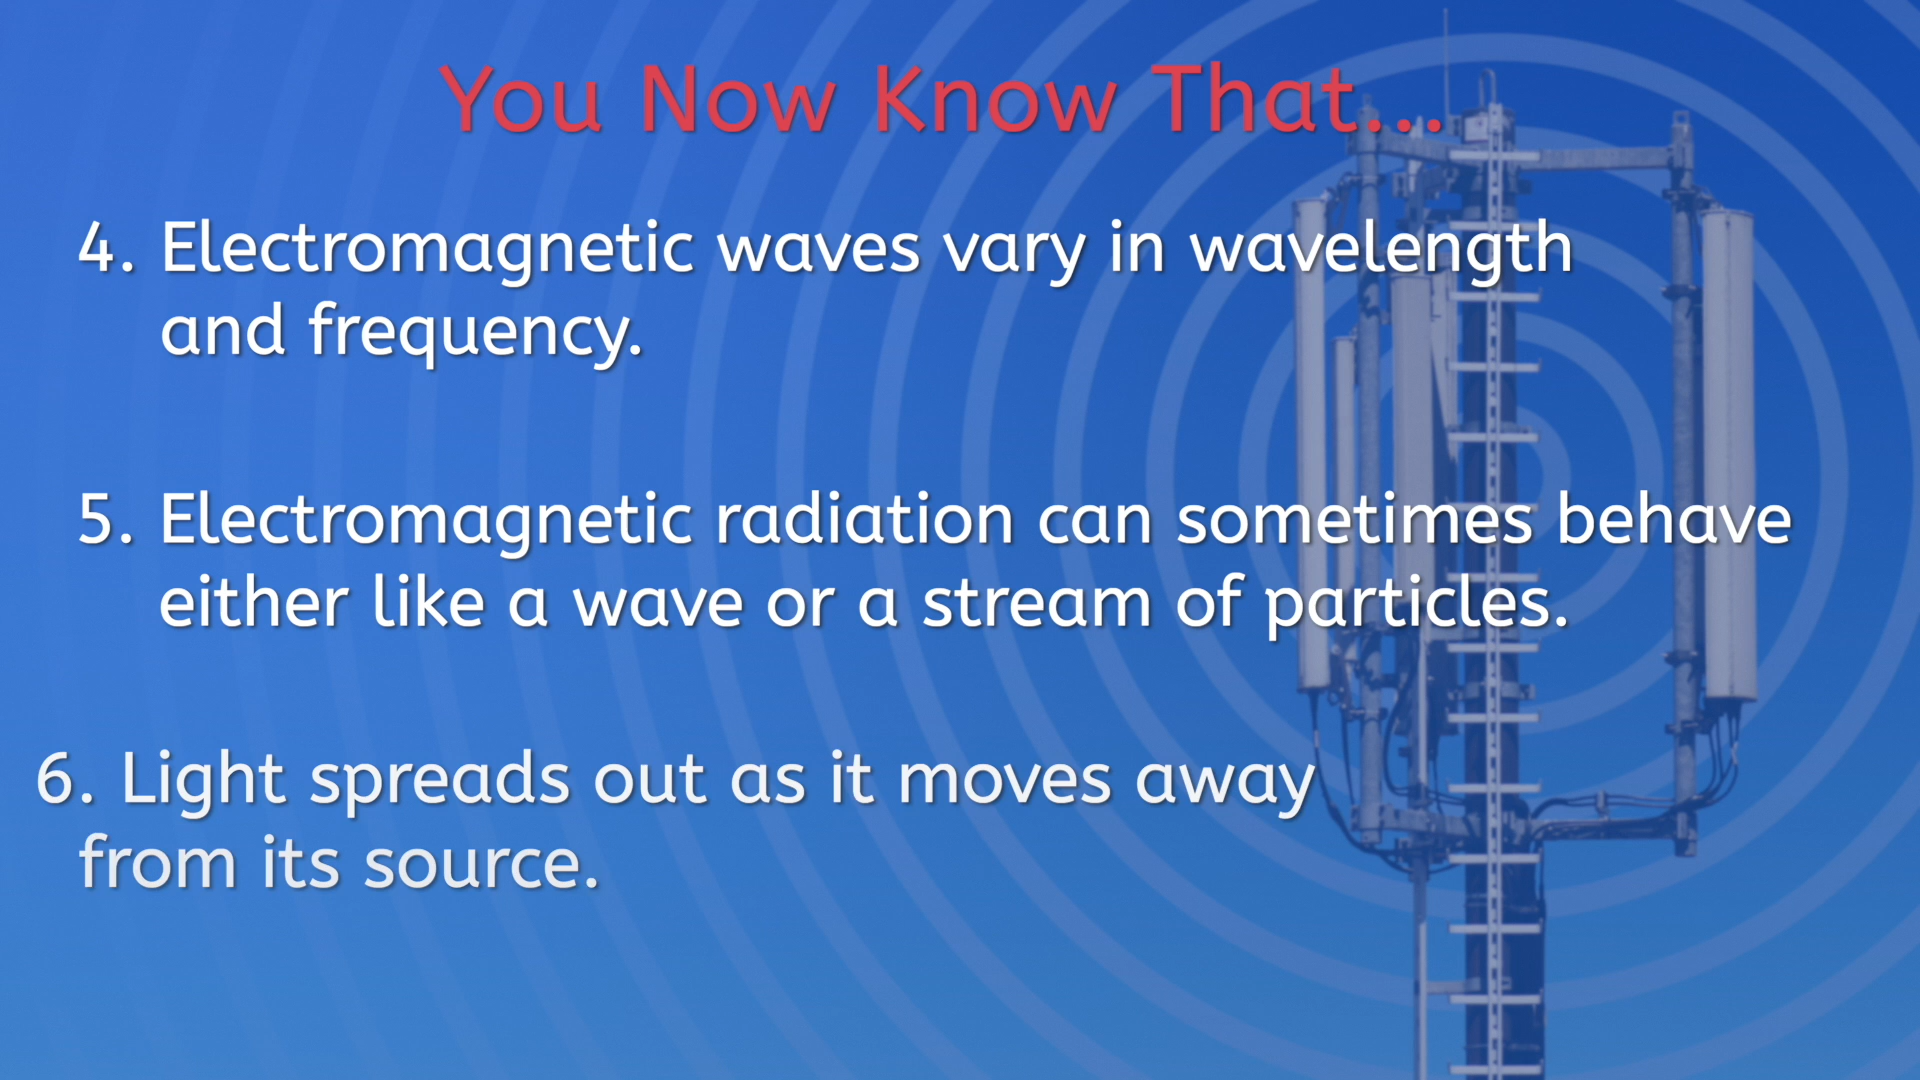 You Now Know That...
4. Electromagnetic waves vary in wavelength
and frequency.
5. Electromagnetic radiation can sometimes behave
either like a wave or a stream of particles.
6. Light spreads out as it moves away
from its source.